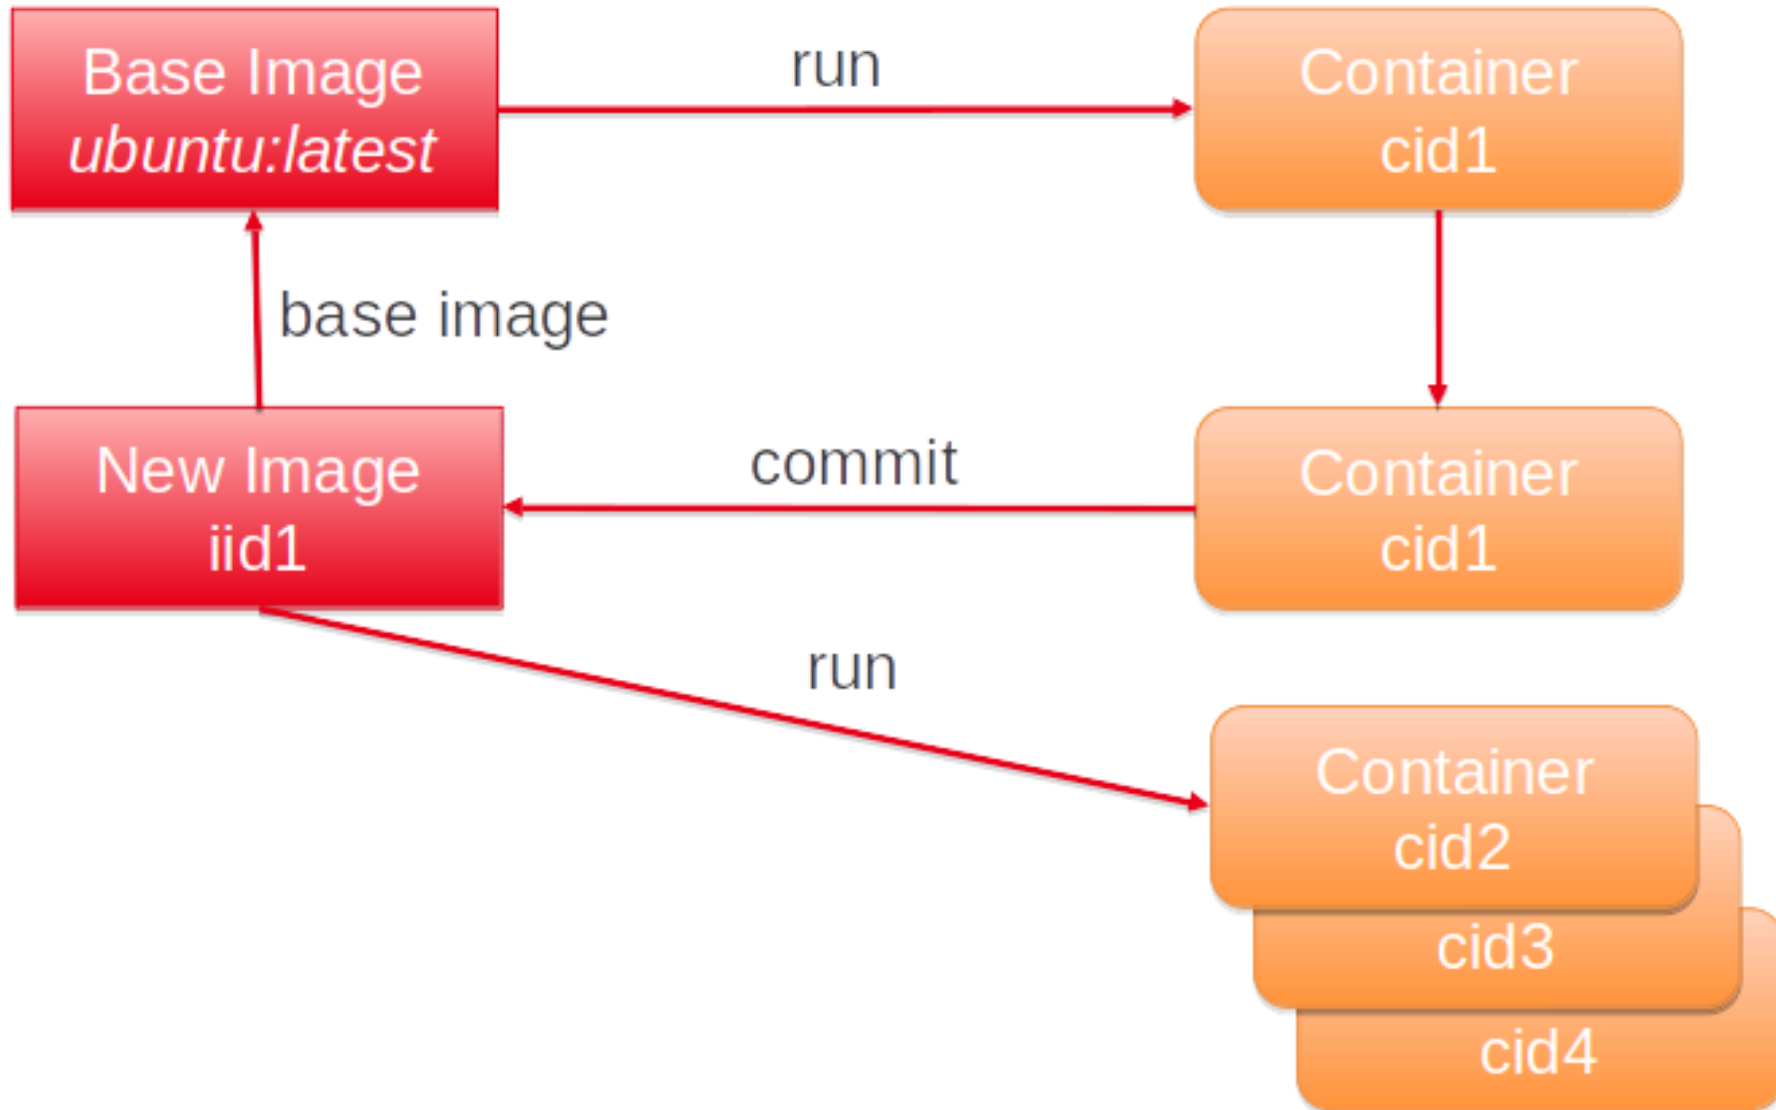 Base Image
ubuntu:latest
run
Container
cid1
base image
New Image
iid1
commit
Container
cid1
run
Container
cid2
cid3
cid4